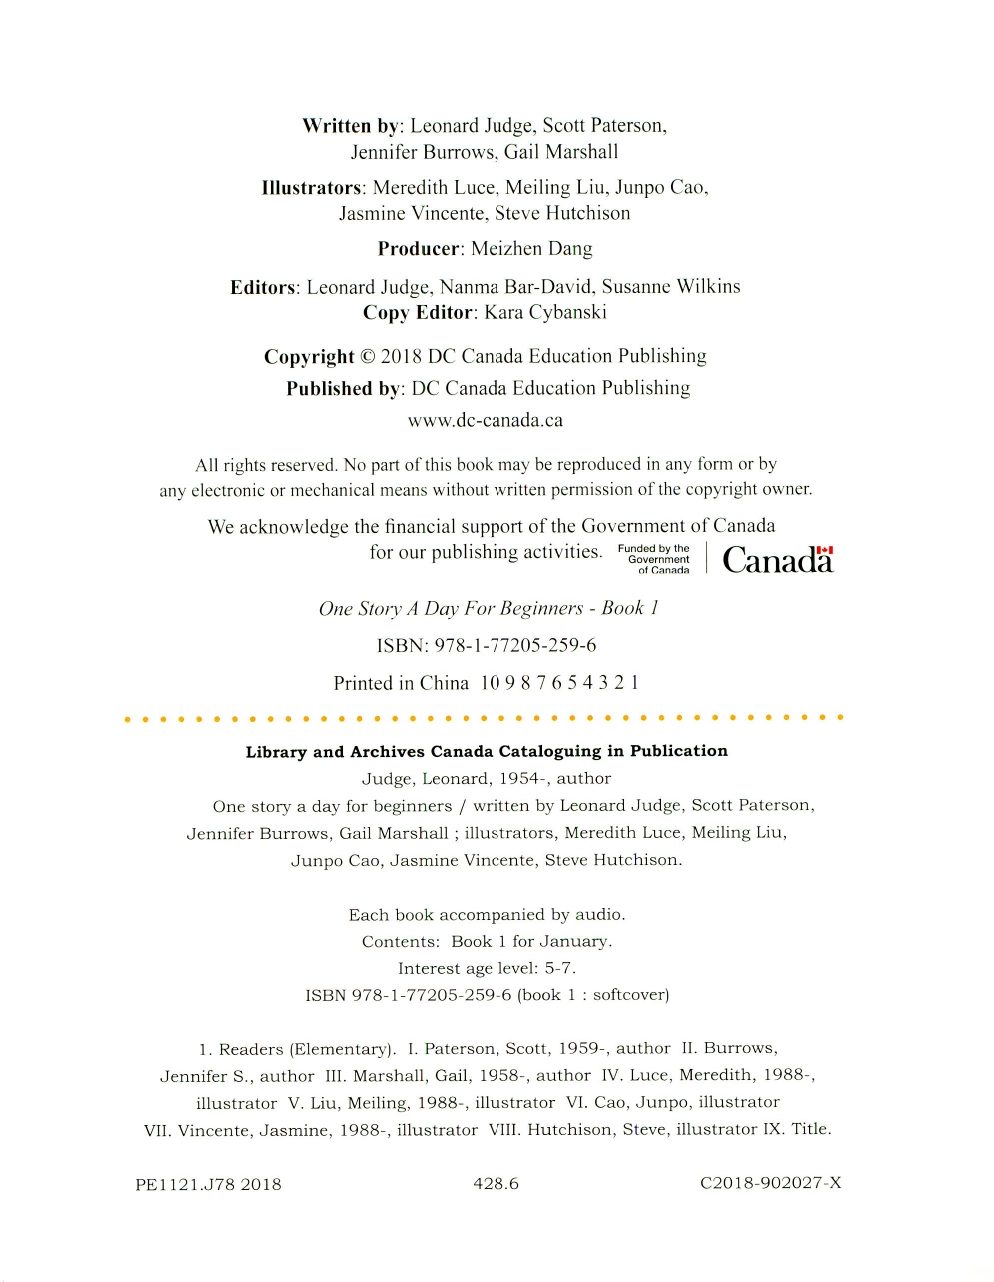 Written by: Leonard Judge, Scott Paterson,
Jennifer Burrows, Gail Marshall
Illustrators: Meredith Luce, Meiling Liu, Junpo Cao,
Jasmine Vincente, Steve Hutchison
Producer: Meizhen Dang
Editors: Leonard Judge, Nanma Bar-David, Susanne Wilkins
Copy Editor: Kara Cybanski
Copyright © 2018 DC Canada Education Publishing
Published by: DC Canada Education Publishing
www.dc-canada.ca
All rights reserved. No part of this book may be reproduced in any form or by
any electronic or mechanical means without written permission of the copyright owner.
We acknowledge the financial support of the Government of Canada
for our publishing activities.
Funded by the
Government
of Canada
Canada
One Story A Day For Beginners - Book 1
ISBN: 978-1-77205-259-6
Printed in China 10 9 8 7 6 5 4 3 2 1
Library and Archives Canada Cataloguing in Publication
Judge, Leonard, 1954-, author
One story a day for beginners / written by Leonard Judge, Scott Paterson,
Jennifer Burrows, Gail Marshall ; illustrators, Meredith Luce, Meiling Liu,
Junpo Cao, Jasmine Vincente, Steve Hutchison.
Each book accompanied by audio.
Contents: Book 1 for January.
Interest age level: 5-7.
ISBN 978-1-77205-259-6 (book 1 : softcover)
1. Readers (Elementary). I. Paterson, Scott, 1959-, author II. Burrows,
Jennifer S., author III. Marshall, Gail, 1958-, author IV. Luce, Meredith, 1988-,
illustrator V. Liu, Meiling, 1988-, illustrator VI. Cao, Junpo, illustrator
VII. Vincente, Jasmine, 1988-, illustrator VIII. Hutchison, Steve, illustrator IX. Title.
PE1121.J78 2018 428.6 C2018-902027-X